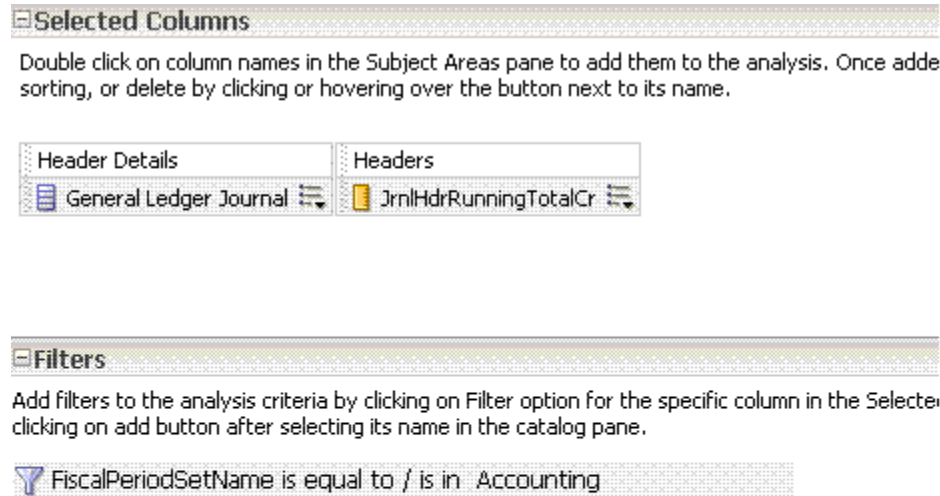 Selected Columns
Double click on column names in the Subject Areas pane to add them to the analysis. Once adde
sorting, or delete by clicking or hovering over the button next to its name.
Header Details Headers
General Ledger Journal JrnlHdrRunningTotalCr
Filters
Add filters to the analysis criteria by clicking on Filter option for the specific column in the Selecte
clicking on add button after selecting its name in the catalog pane.
FiscalPeriodSetName is equal to / is in Accounting